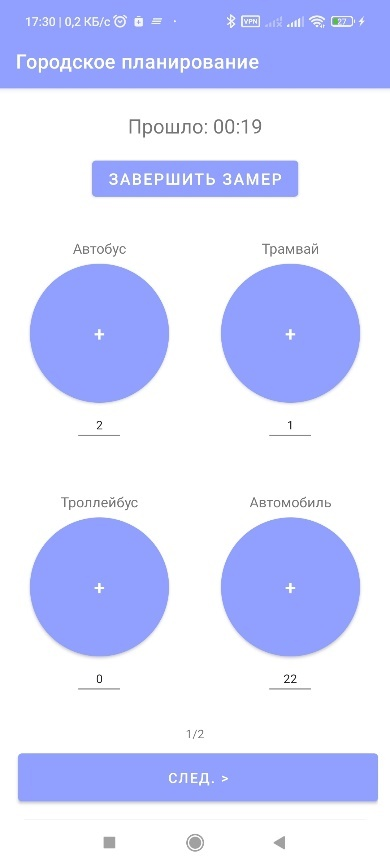 17:30 | 0,2 КБ/с
VPN
27
Городское планирование
Прошло: 00:19
ЗАВЕРШИТЬ ЗАМЕР
Автобус Трамвай
+ +
2 1
Троллейбус Автомобиль
+ +
0 22
1/2
СЛЕД. >